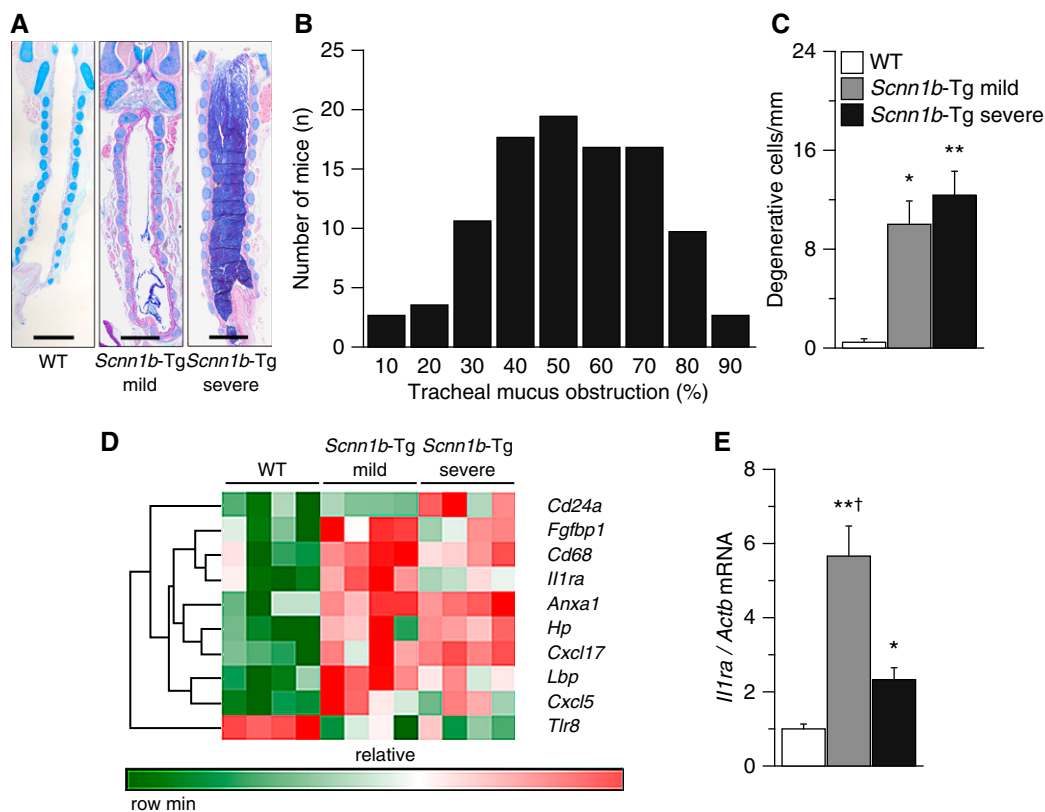 A
WT
Scnn1b-Tg mild
Scnn1b-Tg severe
B
Number of mice (n)
25
20
15
10
5
0
10 20 30 40 50 60 70 80 90
Tracheal mucus obstruction (%)
C
Degenerative cells/mm
24
16
8
0
WT
Scnn1b-Tg mild
Scnn1b-Tg severe
*
**
D
WT
Scnn1b-Tg mild
Scnn1b-Tg severe
Cd24a
Fgfbp1
Cd68
Il1ra
Anxa1
Hp
Cxcl17
Lbp
Cxcl5
Tlr8
relative
row min
E
Il1ra / Actb mRNA
8
6
4
2
0
**†
*